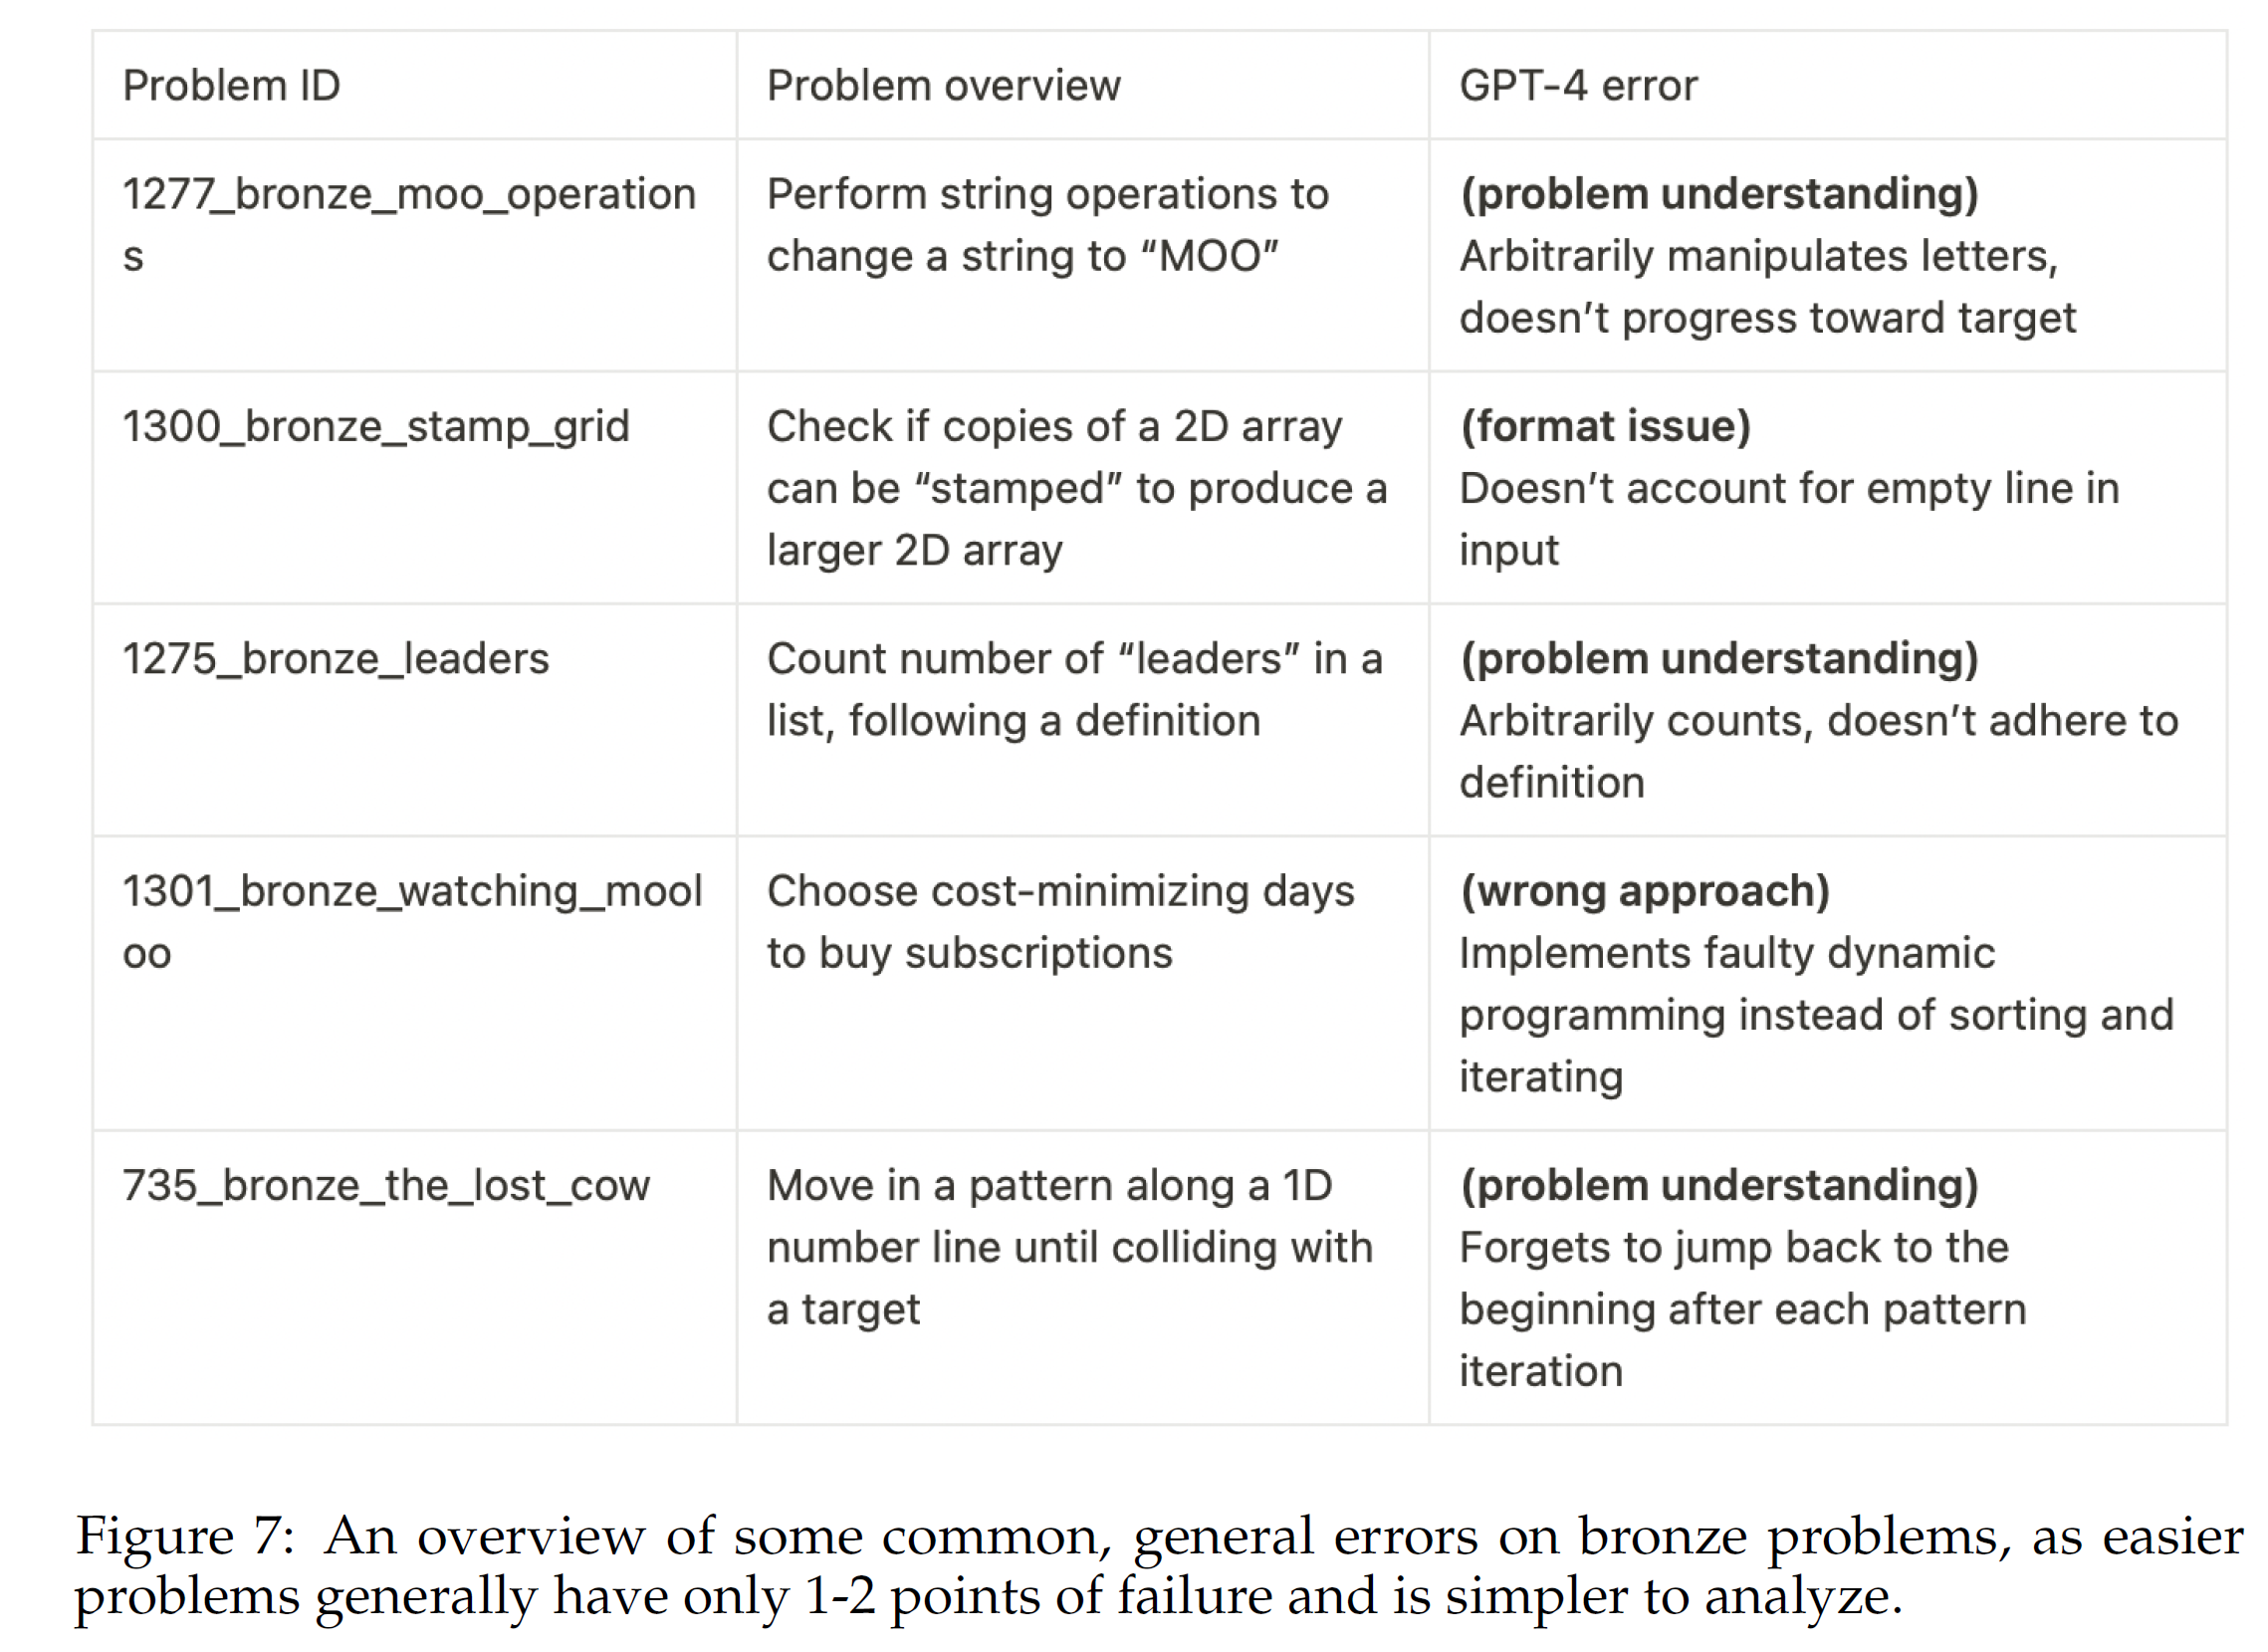 Problem ID
Problem overview
GPT-4 error
1277_bronze_moo_operation
s
Perform string operations to
change a string to “MOO”
(problem understanding)
Arbitrarily manipulates letters,
doesn’t progress toward target
1300_bronze_stamp_grid
Check if copies of a 2D array
can be “stamped” to produce a
larger 2D array
(format issue)
Doesn’t account for empty line in
input
1275_bronze_leaders
Count number of “leaders” in a
list, following a definition
(problem understanding)
Arbitrarily counts, doesn’t adhere to
definition
1301_bronze_watching_mool
oo
Choose cost-minimizing days
to buy subscriptions
(wrong approach)
Implements faulty dynamic
programming instead of sorting and
iterating
735_bronze_the_lost_cow
Move in a pattern along a 1D
number line until colliding with
a target
(problem understanding)
Forgets to jump back to the
beginning after each pattern
iteration
Figure 7: An overview of some common, general errors on bronze problems, as easier
problems generally have only 1-2 points of failure and is simpler to analyze.